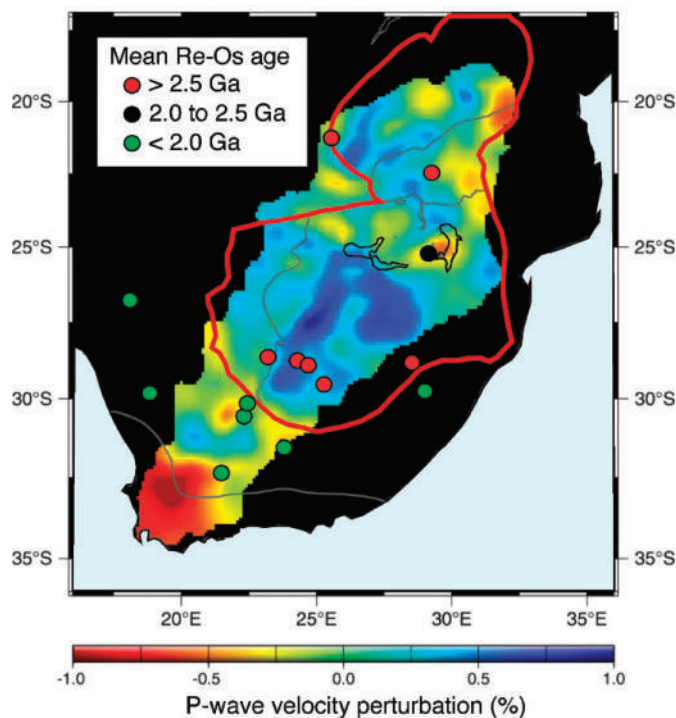 Mean Re-Os age
> 2.5 Ga
2.0 to 2.5 Ga
< 2.0 Ga
20°S 20°S
25°S 25°S
30°S 30°S
35°S 35°S
20°E 25°E 30°E 35°E
-1.0 -0.5 0.0 0.5 1.0
P-wave velocity perturbation (%)